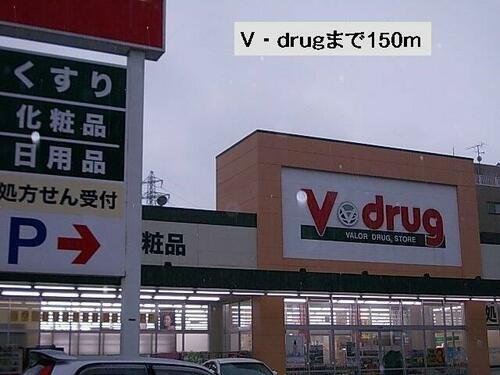 V・drugまで150m
くすり
化粧品
日用品
処方せん受付
P
粧品
V drug
VALOR DRUG STORE
処